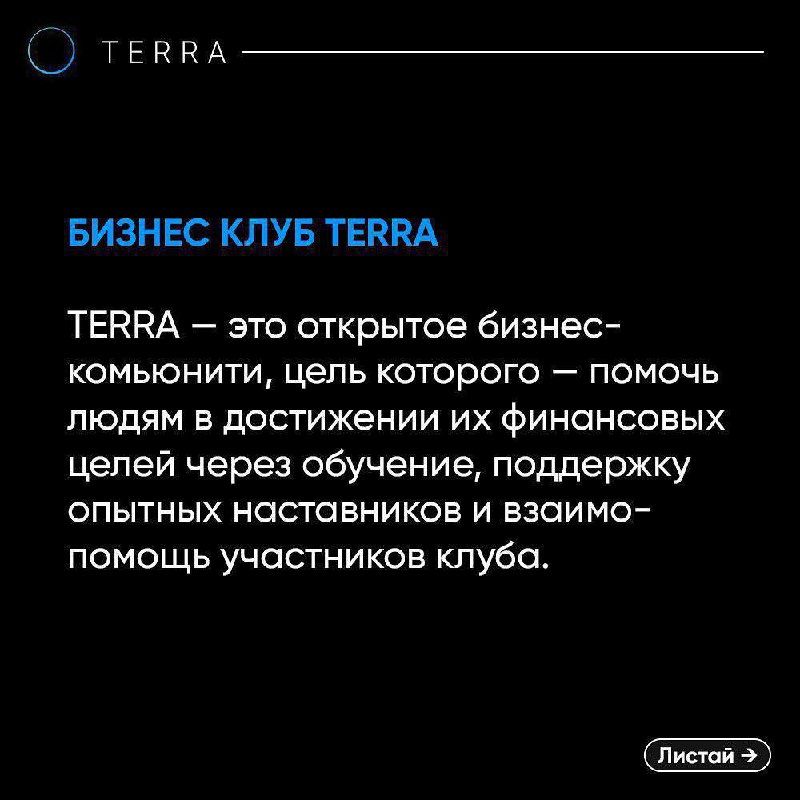 TERRA
БИЗНЕС КЛУБ TERRA
TERRA — это открытое бизнес-
комьюнити, цель которого — помочь
людям в достижении их финансовых
целей через обучение, поддержку
опытных наставников и взаимо-
помощь участников клуба.
Листай →